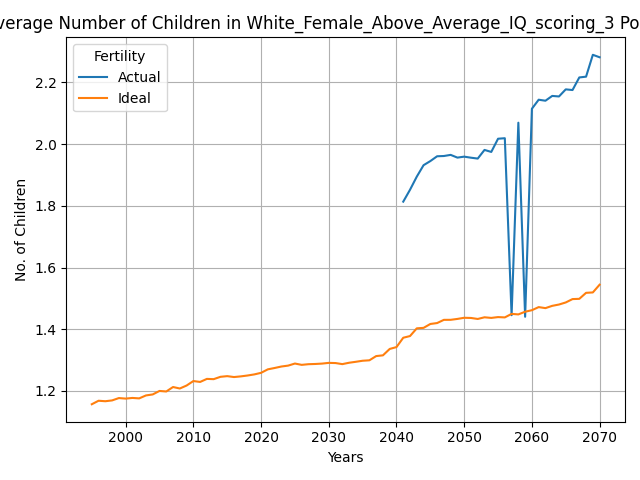 verage Number of Children in White_Female_Above_Average_IQ_scoring_3 Po
Fertility
Actual
Ideal
No. of Children
2.2
2.0
1.8
1.6
1.4
1.2
2000 2010 2020 2030 2040 2050 2060 2070
Years